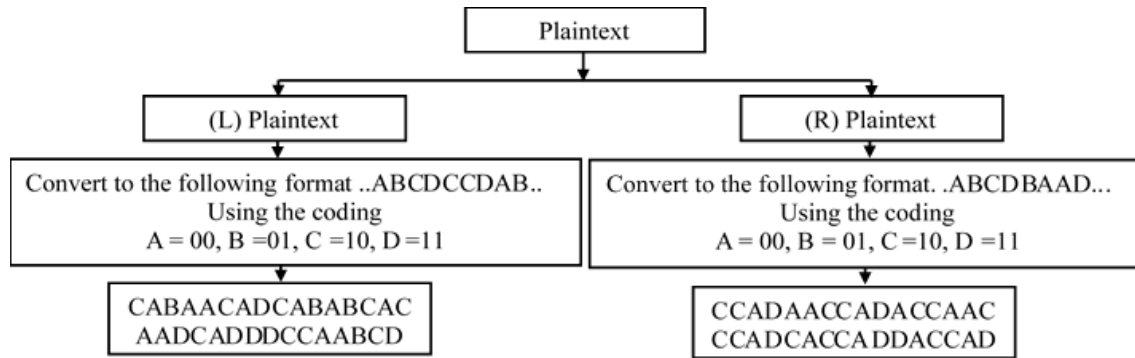 Plaintext
(L) Plaintext
(R) Plaintext
Convert to the following format ..ABCDCCDAB..
Using the coding
A = 00, B =01, C =10, D =11
Convert to the following format. .ABCDBAAD...
Using the coding
A = 00, B = 01, C =10, D =11
CABAACADCABABCAC
AADCADDDCCAABCD
CCADAACCADACCAAC
CCADCACCADDACCAD